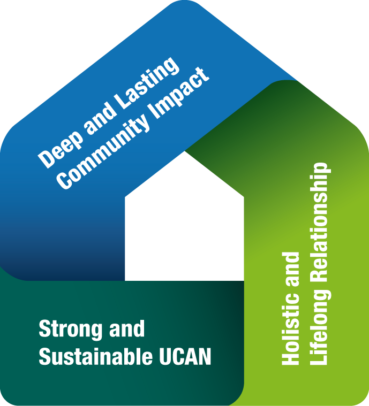 Deep and Lasting
Community Impact
Holistic and
Lifelong Relationship
Strong and
Sustainable UCAN